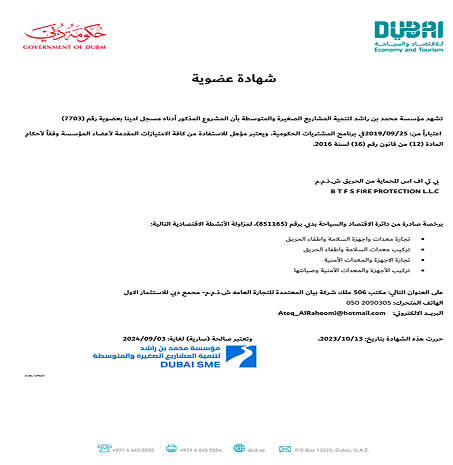 حكومة دبي
GOVERNMENT OF DUBAI
DUBAI
للاقتصاد والسياحة
Economy and Tourism
شهادة عضوية
تشهد مؤسسة محمد بن راشد لتنمية المشاريع الصغيرة والمتوسطة بأن المشروع المذكور أدناه مسجل لدينا بعضوية رقم (7703)
اعتباراً من: 2019/09/25في برنامج المشتريات الحكومية، ويعتبر مؤهل للاستفادة من كافة الامتيازات المقدمة لأعضاء المؤسسة وفقاً لأحكام
المادة (12) من قانون رقم (16) لسنة 2016.
بي تي اف اس للحماية من الحريق ش.ذ.م.م
B T F S FIRE PROTECTION L.L.C
برخصة صادرة من دائرة الاقتصاد والسياحة بدبي برقم (851165)، لمزاولة الأنشطة الاقتصادية التالية:
• تجارة معدات واجهزة السلامة واطفاء الحريق
• تركيب معدات السلامة واطفاء الحريق
• تجارة الاجهزة والمعدات الأمنية
• تركيب الأجهزة والمعدات الأمنية وصيانتها
على العنوان التالي: مكتب 506 ملك شركة بيان المعتمدة للتجارة العامه ش.ذ.م.م- مجمع دبي للاستثمار الاول
الهاتف المتحرك: 050 2090305
البريد الالكتروني: Ateq_AlRahoomi@hotmail.com
حررت هذه الشهادة بتاريخ: 2023/10/13، وتعتبر صالحة (سارية) لغاية: 2024/09/03
مؤسسة محمد بن راشد
لتنمية المشاريع الصغيرة والمتوسطة
DUBAI SME
+971 4 445 5555 +971 4 445 5554 ded.ae P.O.Box 13223, Dubai, U.A.E.